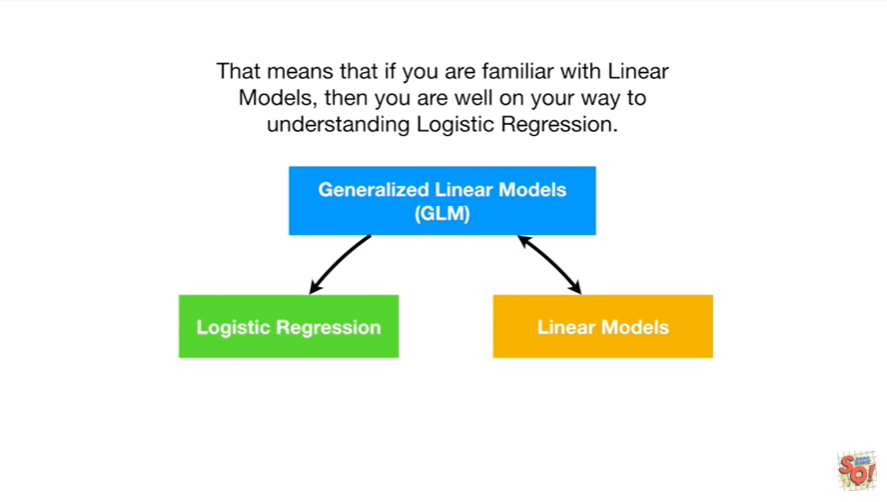 That means that if you are familiar with Linear
Models, then you are well on your way to
understanding Logistic Regression.
Generalized Linear Models
(GLM)
Logistic Regression
Linear Models
SQ!